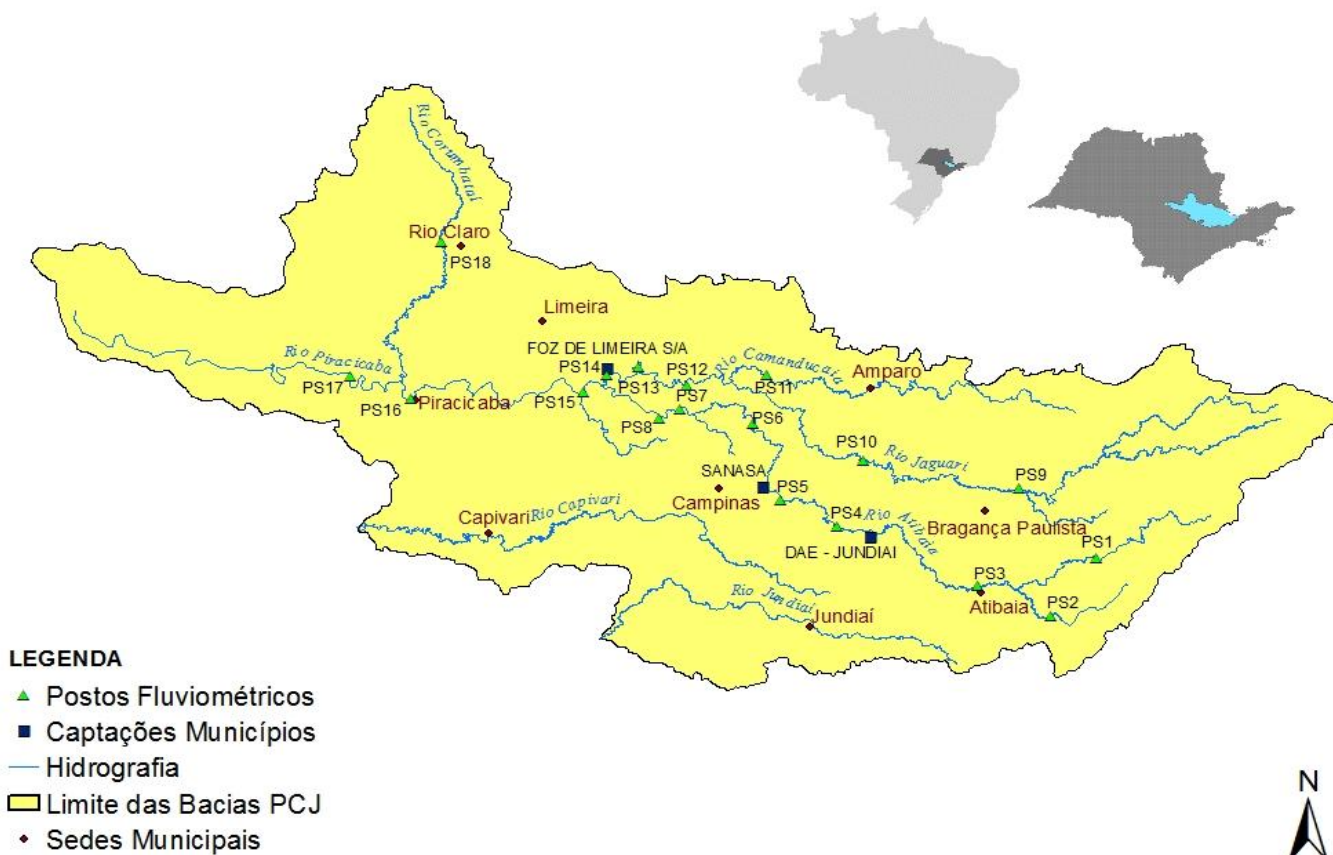 Rio Corumbataí
Rio Claro
PS18
Limeira
FOZ DE LIMEIRA S/A
Rio Piracicaba
PS17
PS16
Piracicaba
PS14
PS13
PS12
PS15
PS7
PS8
Rio Camanducaia
PS11
Amparo
PS6
PS10
Rio Jaguari
PS9
SANASA
PS5
Campinas
PS4
Rio Atibaia
DAE - JUNDIAI
Bragança Paulista
PS1
Capivari
Rio Capivari
PS3
Atibaia
PS2
Rio Jundiaí
Jundiaí
LEGENDA
Postos Fluviométricos
Captações Municípios
Hidrografia
Limite das Bacias PCJ
Sedes Municipais
N